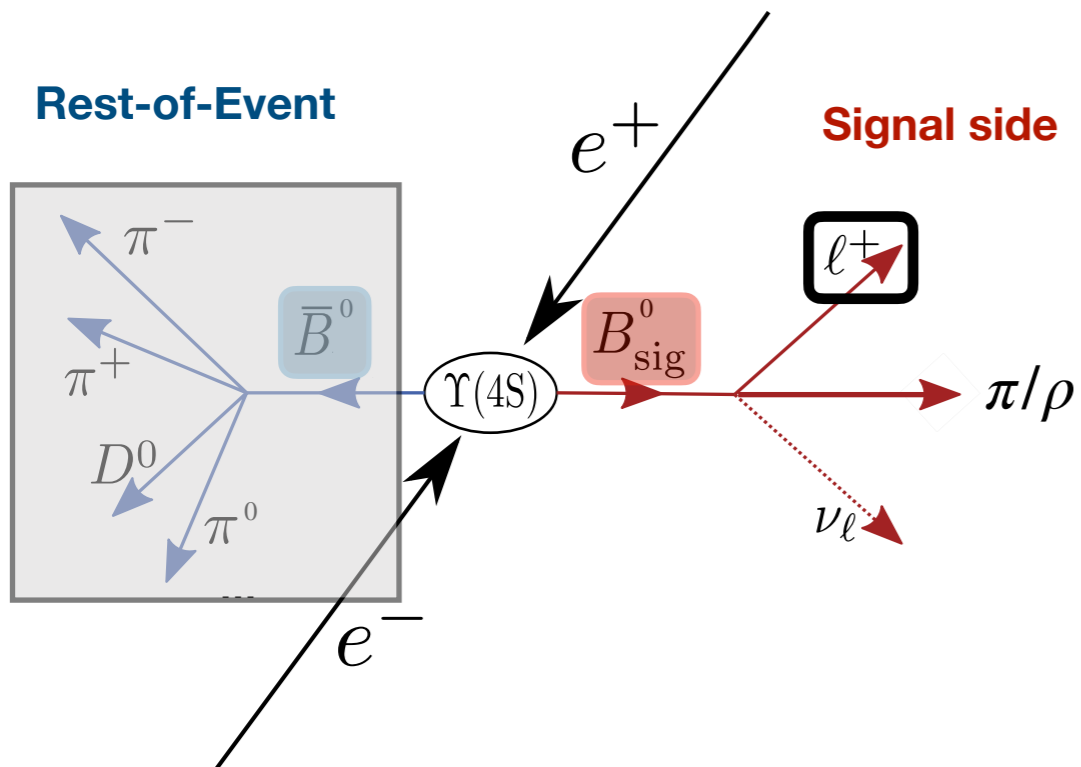 Rest-of-Event
Signal side
e⁺
π⁻
ℓ⁺
B̅⁰
B⁰sig
π⁺
Υ(4S)
π/ρ
D⁰
π⁰
νℓ
...
e⁻